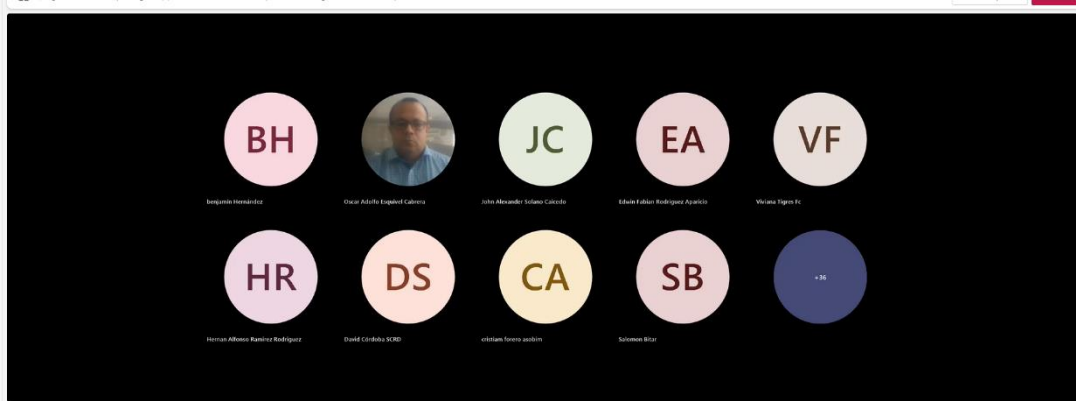 BH
JC
EA
VF
benjamín Hernández
Oscar Adolfo Esquivel Cabrera
John Alexander Solano Caicedo
Edwin Fabian Rodriguez Aparicio
Viviana Tigres Fc
HR
DS
CA
SB
+36
Hernan Alfonso Ramirez Rodriguez
David Córdoba SCRD
cristiam forero asobim
Salomon Bitar